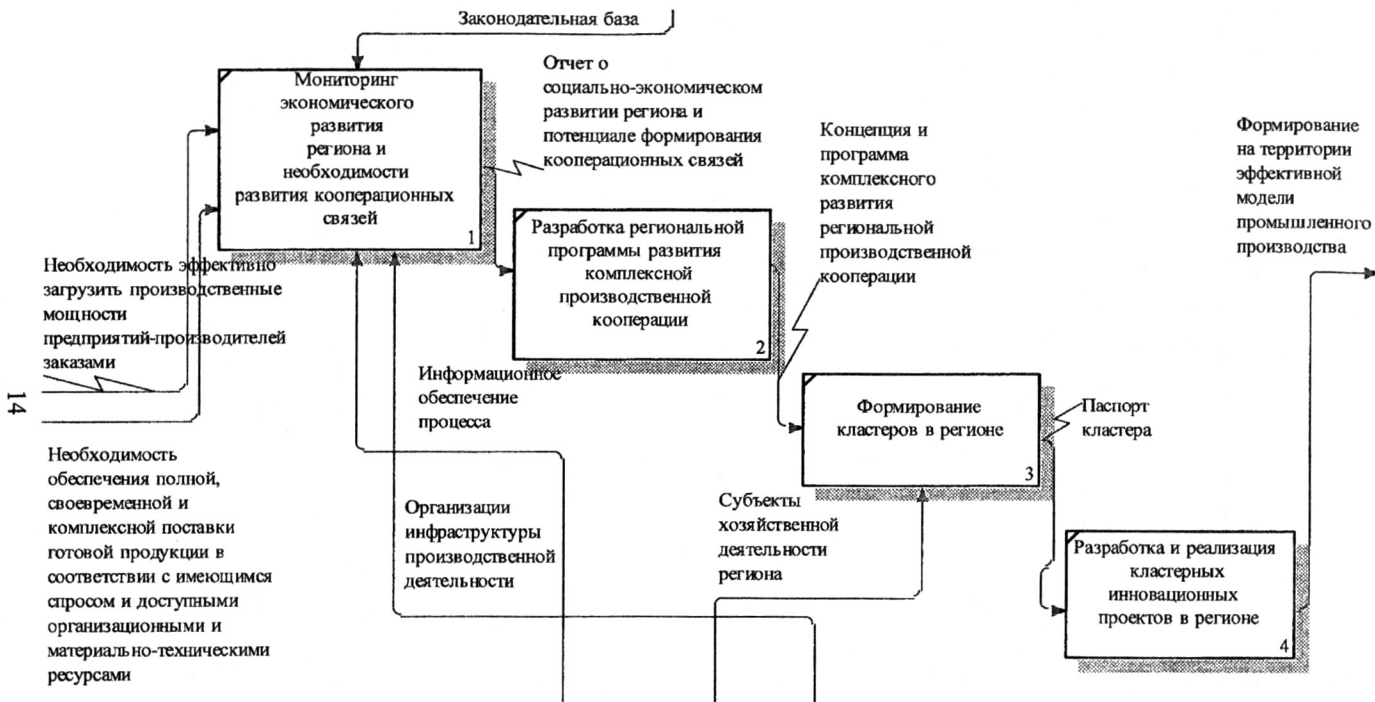 Законодательная база
Мониторинг
экономического
развития
региона и
необходимости
развития кооперационных
связей
1
Отчет о
социально-экономическом
развитии региона и
потенциале формирования
кооперационных связей
Концепция и
программа
комплексного
развития
региональной
производственной
кооперации
Формирование
на территории
эффективной
модели
промышленного
производства
Разработка региональной
программы развития
комплексной
производственной
кооперации
2
Необходимость эффективно
загрузить производственные
мощности
предприятий-производителей
заказами
14
Информационное
обеспечение
процесса
Формирование
кластеров в регионе
3
Паспорт
кластера
Необходимость
обеспечения полной,
своевременной и
комплексной поставки
готовой продукции в
соответствии с имеющимся
спросом и доступными
организационными и
материально-техническими
ресурсами
Организации
инфраструктуры
производственной
деятельности
Субъекты
хозяйственной
деятельности
региона
Разработка и реализация
кластерных
инновационных
проектов в регионе
4